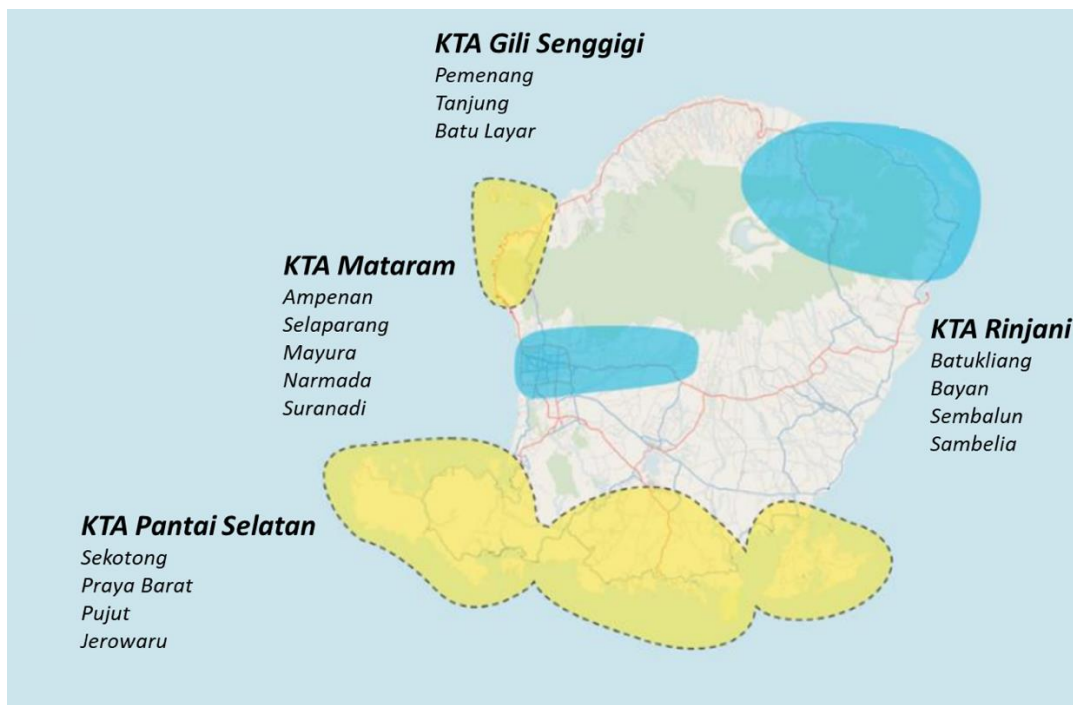 KTA Gili Senggigi
Pemenang
Tanjung
Batu Layar
KTA Mataram
Ampenan
Selaparang
Mayura
Narmada
Suranadi
KTA Rinjani
Batukliang
Bayan
Sembalun
Sambelia
KTA Pantai Selatan
Sekotong
Praya Barat
Pujut
Jerowaru